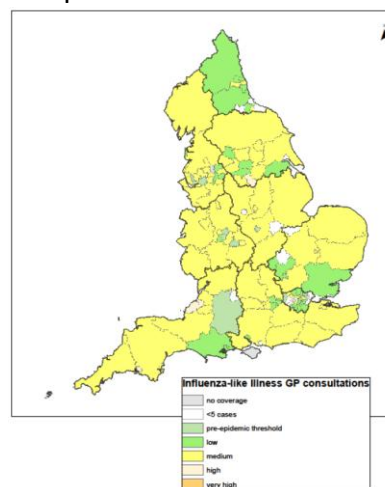 Influenza-like Illness GP consultations
no coverage
<5 cases
pre-epidemic threshold
low
medium
high
very high